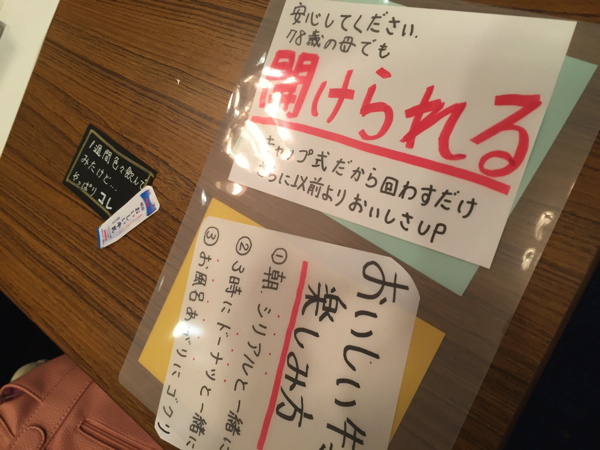 安心してください.
78歳の母でも
開けられる
キャップ式だから回わすだけ
さらに以前よりおいしさUP
1週間色々飲んで
みたけど…
やっぱりコレ
おいしい牛
楽しみ方
①朝シリアルと一緒に
②3時にドーナツと一緒に
③お風呂あがりにゴクリ